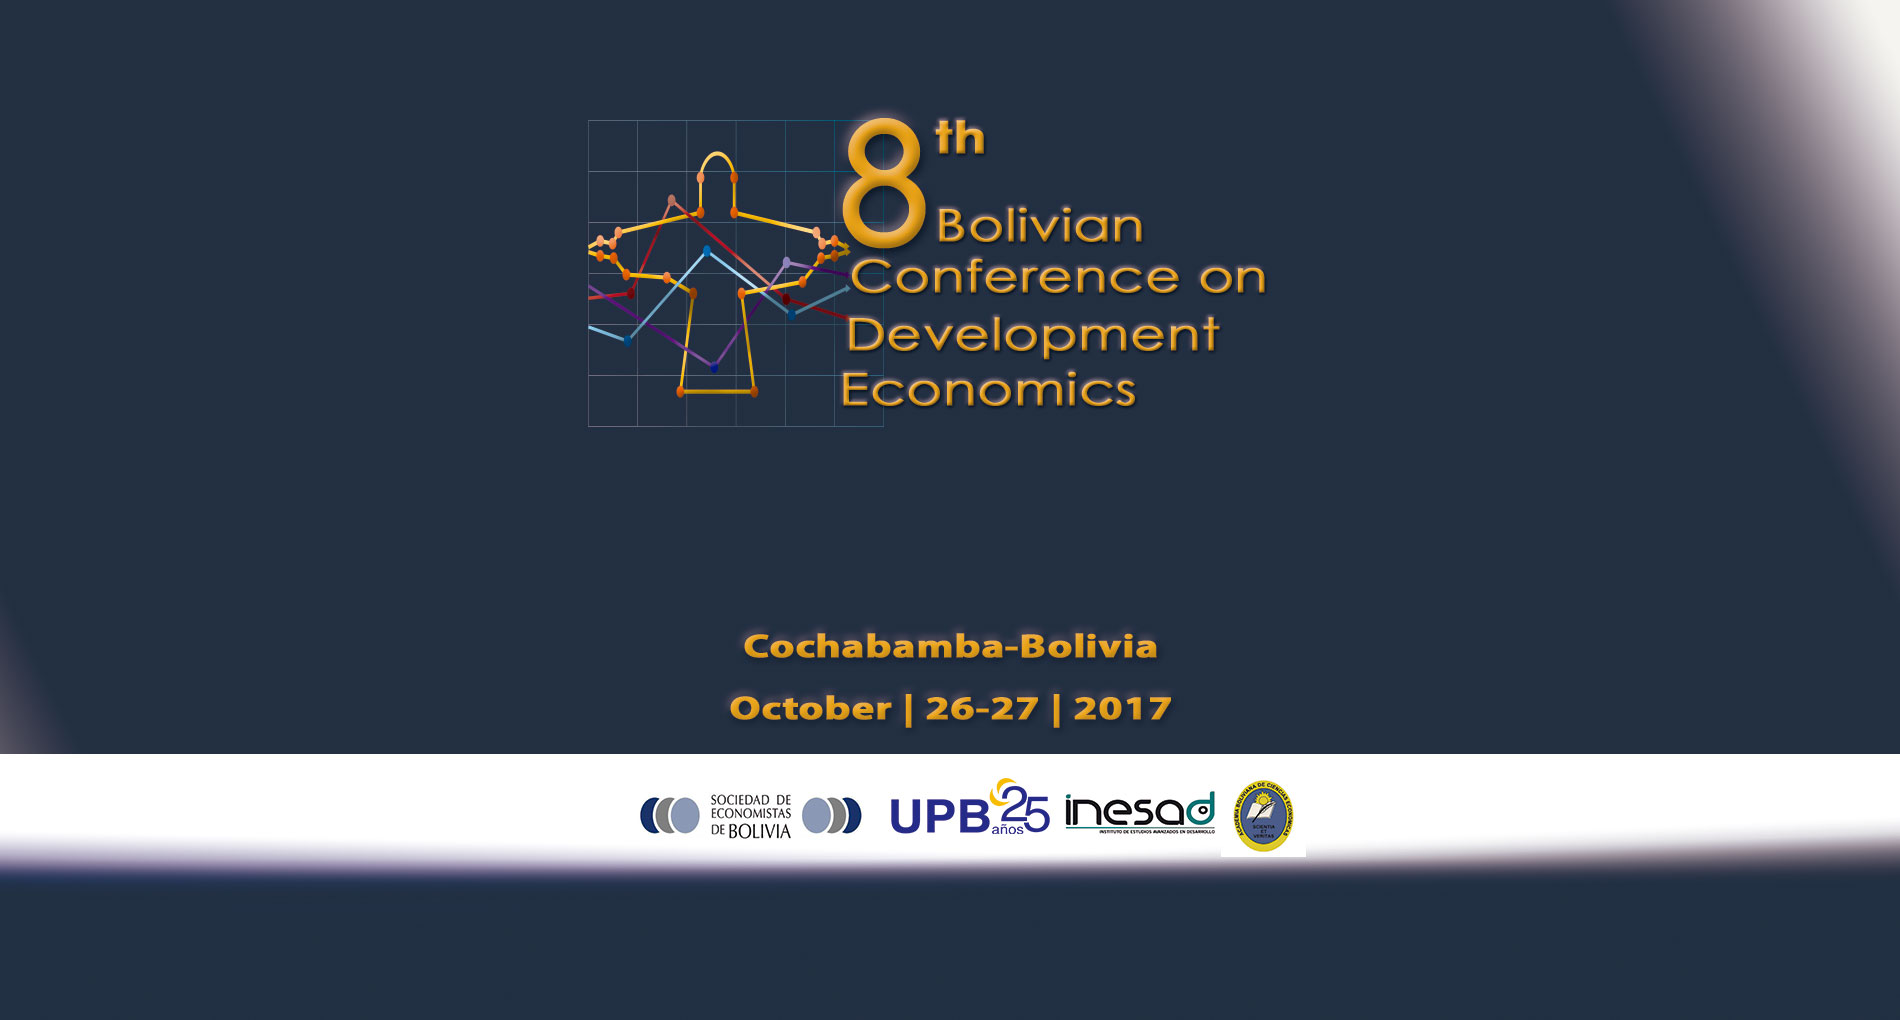 8th
Bolivian
Conference on
Development
Economics
Cochabamba-Bolivia
October | 26-27 | 2017
SOCIEDAD DE
ECONOMISTAS
DE BOLIVIA
UPB 25
años
inesad
INSTITUTO DE ESTUDIOS AVANZADOS EN DESARROLLO
ACADEMIA BOLIVIANA DE CIENCIAS ECONOMICAS
SCIENTIA
ET
VERITAS